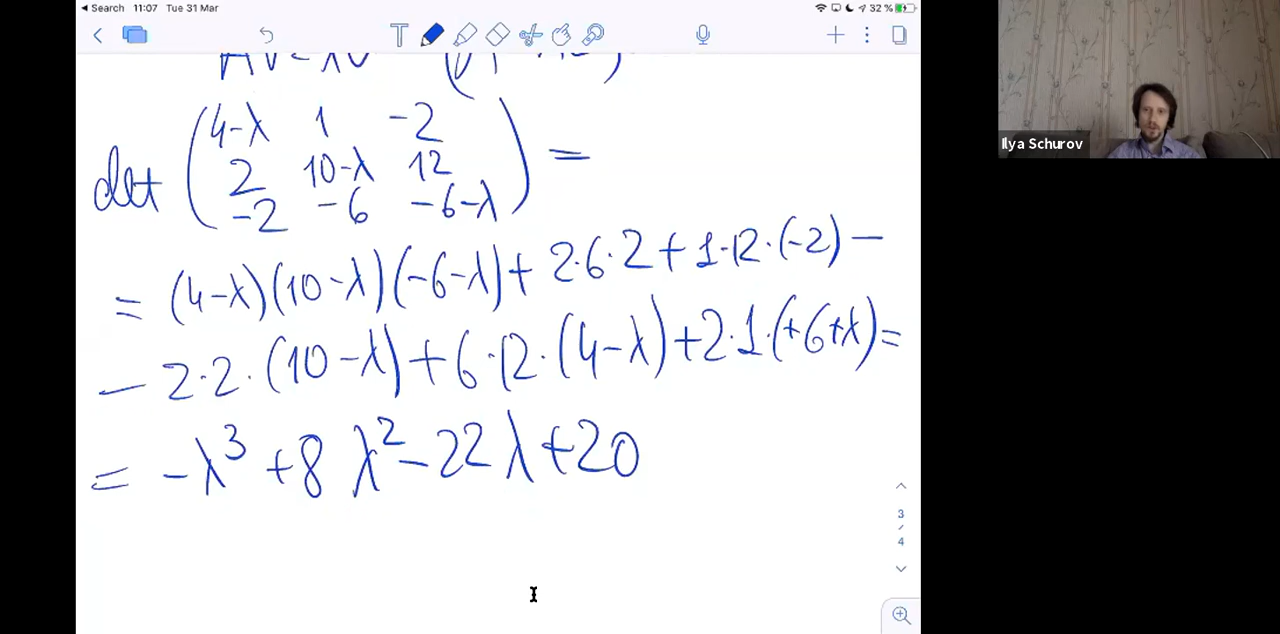 Search 11:07 Tue 31 Mar 32 %
T
Ilya Schurov
4-λ 1 -2
det ( 2 10-λ 12 ) =
-2 -6 -6-λ
= (4-λ)(10-λ)(-6-λ) + 2·6·2 + 1·12·(-2) -
- 2·2·(10-λ) + 6·12·(4-λ) + 2·1·(+6+λ) =
= -λ³ + 8λ² - 22λ + 20
3
/
4